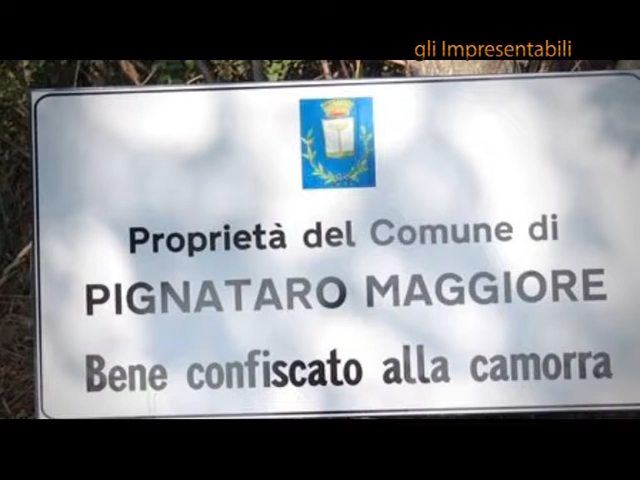 gli Impresentabili
Proprietà del Comune di
PIGNATARO MAGGIORE
Bene confiscato alla camorra